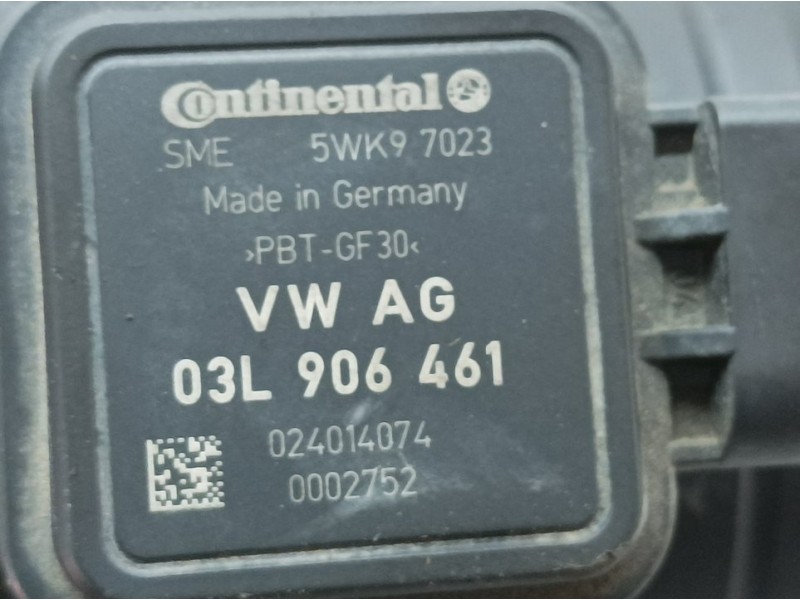 Continental
SME 5WK9 7023
Made in Germany
>PBT-GF30<
VW AG
03L 906 461
024014074
0002752